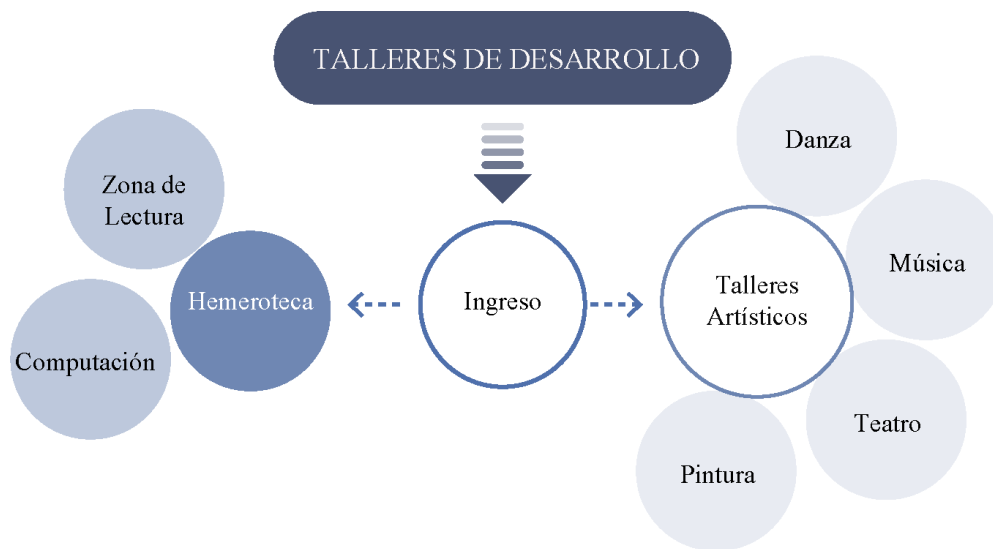 TALLERES DE DESARROLLO
Zona de
Lectura
Hemeroteca
Computación
Ingreso
Talleres
Artísticos
Danza
Música
Teatro
Pintura